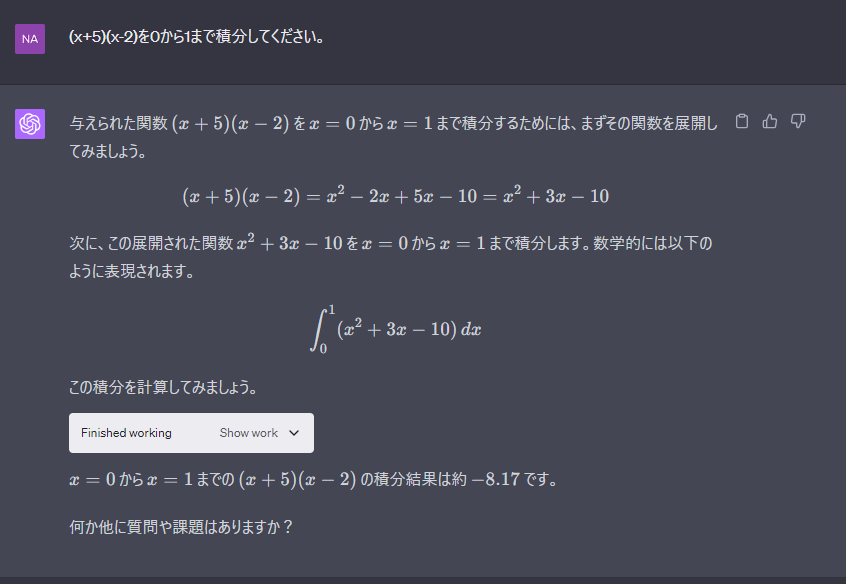 NA
(x+5)(x-2)を0から1まで積分してください。
与えられた関数 (x + 5)(x − 2) を x = 0 から x = 1 まで積分するためには、まずその関数を展開し
てみましょう。
(x + 5)(x − 2) = x² − 2x + 5x − 10 = x² + 3x − 10
次に、この展開された関数 x² + 3x − 10 を x = 0 から x = 1 まで積分します。数学的には以下の
ように表現されます。
∫₀¹ (x² + 3x − 10) dx
この積分を計算してみましょう。
Finished working Show work
x = 0 から x = 1 までの (x + 5)(x − 2) の積分結果は約 −8.17 です。
何か他に質問や課題はありますか？